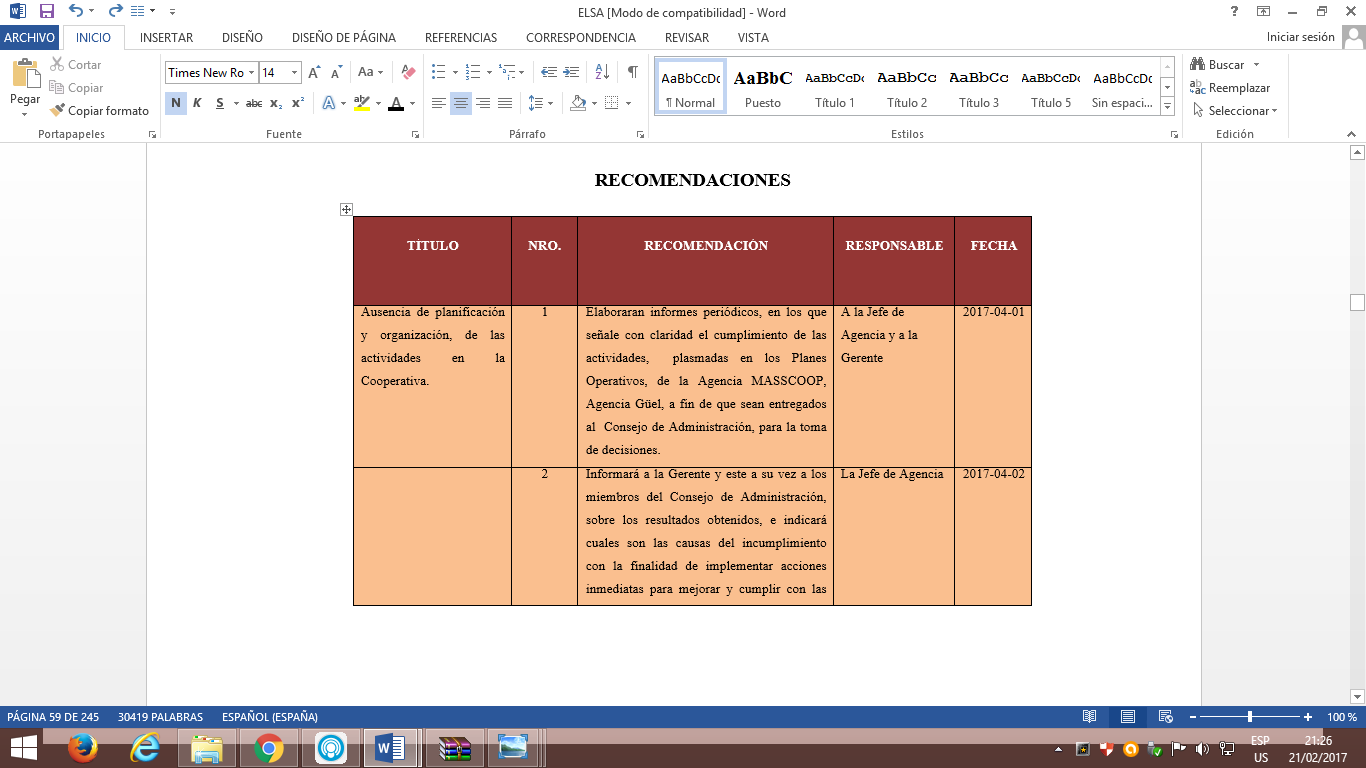 ELSA [Modo de compatibilidad] - Word
ARCHIVO INICIO INSERTAR DISEÑO DISEÑO DE PÁGINA REFERENCIAS CORRESPONDENCIA REVISAR VISTA Iniciar sesión
Pegar
Cortar
Copiar
Copiar formato
Portapapeles
Times New Ro 14
Aa
N K S abc x₂ x² A
Fuente
Párrafo
AaBbCcDc AaBbC AaBbCcDc AaBbCc AaBbCc AaBbCcDc AaBbCcDc
¶ Normal Puesto Título 1 Título 2 Título 3 Título 5 Sin espaci...
Estilos
Buscar
Reemplazar
Seleccionar
Edición
RECOMENDACIONES
TÍTULO NRO. RECOMENDACIÓN RESPONSABLE FECHA
Ausencia de planificación
y organización, de las
actividades en la
Cooperativa.
1
Elaboraran informes periódicos, en los que
señale con claridad el cumplimiento de las
actividades, plasmadas en los Planes
Operativos, de la Agencia MASSCOOP,
Agencia Güel, a fin de que sean entregados
al Consejo de Administración, para la toma
de decisiones.
A la Jefe de
Agencia y a la
Gerente
2017-04-01
2
Informará a la Gerente y este a su vez a los
miembros del Consejo de Administración,
sobre los resultados obtenidos, e indicará
cuales son las causas del incumplimiento
con la finalidad de implementar acciones
inmediatas para mejorar y cumplir con las
La Jefe de Agencia
2017-04-02
PÁGINA 59 DE 245 30419 PALABRAS ESPAÑOL (ESPAÑA) 100 %
ESP 21:26
US 21/02/2017